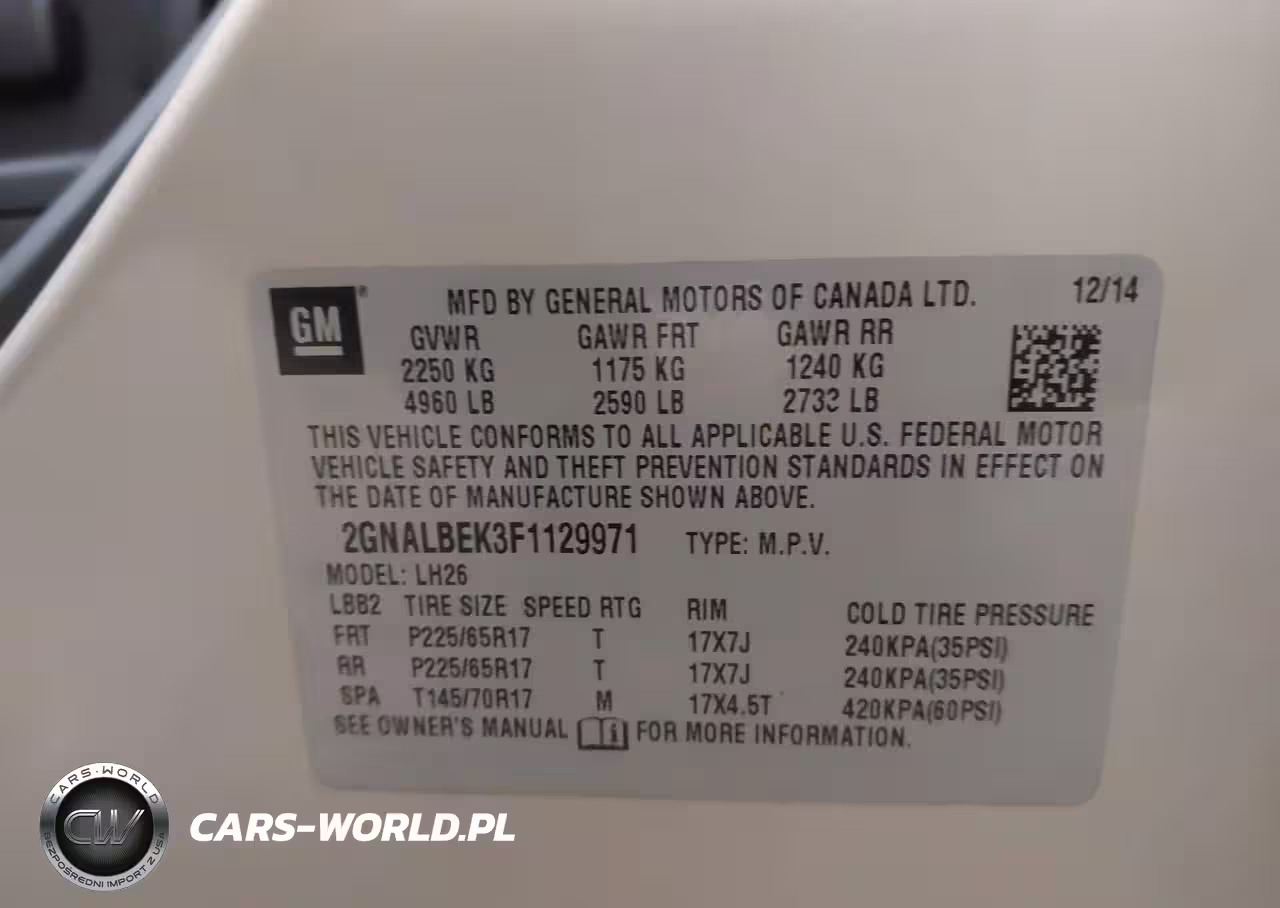 GM®
MFD BY GENERAL MOTORS OF CANADA LTD.
12/14
GVWR GAWR FRT GAWR RR
2250 KG 1175 KG 1240 KG
4960 LB 2590 LB 2733 LB
THIS VEHICLE CONFORMS TO ALL APPLICABLE U.S. FEDERAL MOTOR
VEHICLE SAFETY AND THEFT PREVENTION STANDARDS IN EFFECT ON
THE DATE OF MANUFACTURE SHOWN ABOVE.
2GNALBEK3F1129971 TYPE: M.P.V.
MODEL: LH26
LBB2 TIRE SIZE SPEED RTG RIM COLD TIRE PRESSURE
FRT P225/65R17 T 17X7J 240KPA(35PSI)
RR P225/65R17 T 17X7J 240KPA(35PSI)
SPA T145/70R17 M 17X4.5T 420KPA(60PSI)
SEE OWNER'S MANUAL i FOR MORE INFORMATION.
CARS-WORLD
CW
BEZPOŚREDNI IMPORT Z USA
CARS-WORLD.PL